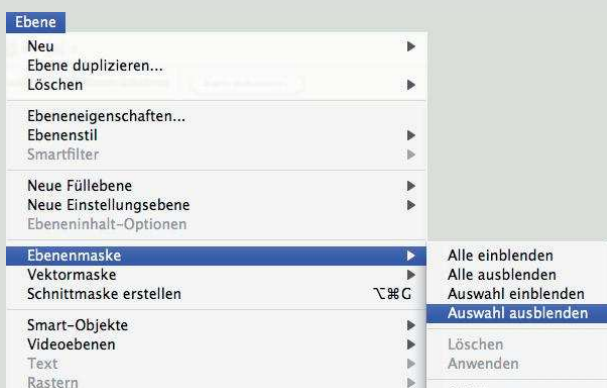 Ebene
Neu
Ebene duplizieren...
Löschen
Ebeneneigenschaften...
Ebenenstil
Smartfilter
Neue Füllebene
Neue Einstellungsebene
Ebeneninhalt-Optionen
Ebenenmaske
Vektormaske
Schnittmaske erstellen ⌥⌘G
Smart-Objekte
Videoebenen
Text
Rastern
Alle einblenden
Alle ausblenden
Auswahl einblenden
Auswahl ausblenden
Löschen
Anwenden